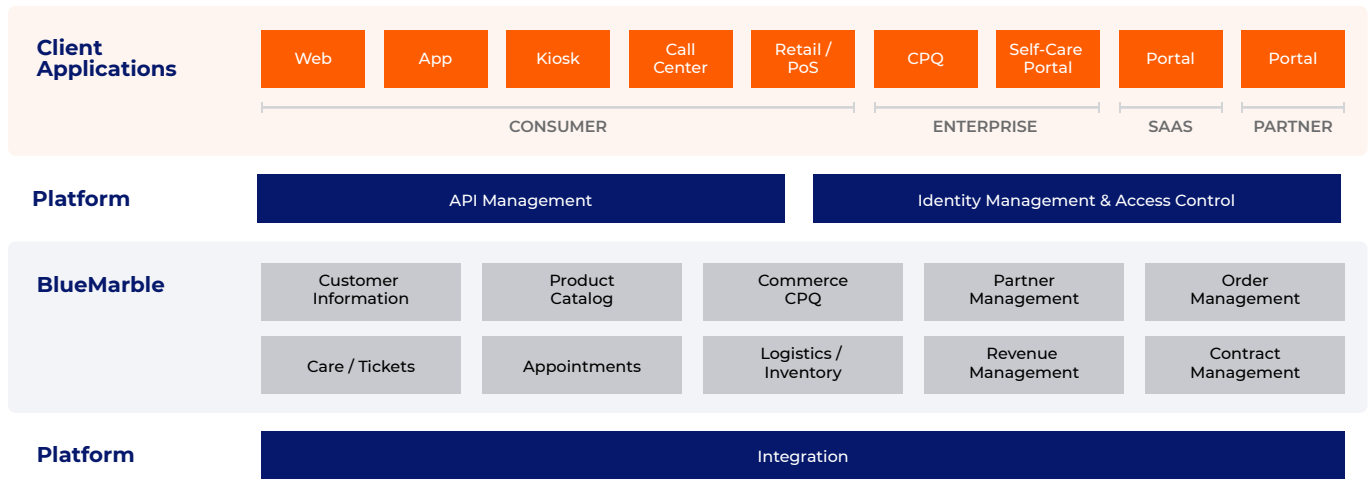 Client
Applications
Web
App
Kiosk
Call
Center
Retail /
PoS
CPQ
Self-Care
Portal
Portal
Portal
CONSUMER
ENTERPRISE
SAAS
PARTNER
Platform
API Management
Identity Management & Access Control
BlueMarble
Customer
Information
Product
Catalog
Commerce
CPQ
Partner
Management
Order
Management
Care / Tickets
Appointments
Logistics /
Inventory
Revenue
Management
Contract
Management
Platform
Integration